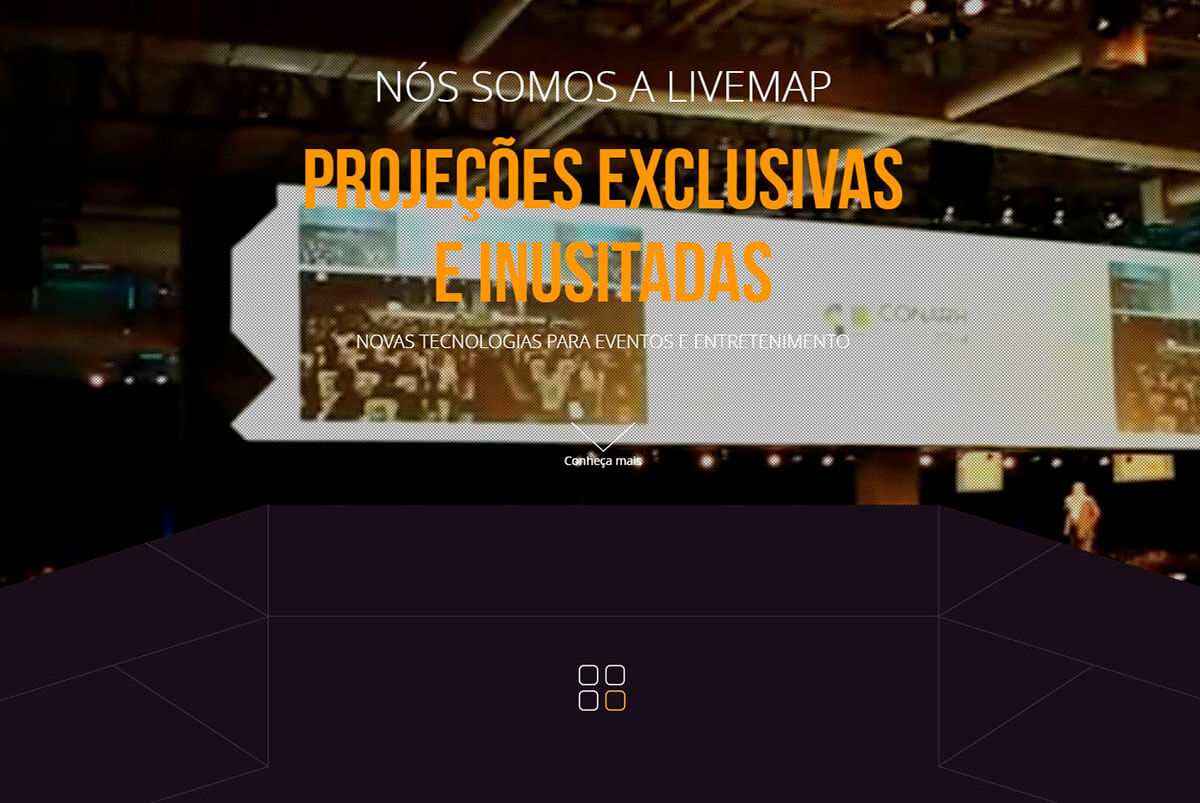 NÓS SOMOS A LIVEMAP
PROJEÇÕES EXCLUSIVAS
E INUSITADAS
NOVAS TECNOLOGIAS PARA EVENTOS E ENTRETENIMENTO
Conheça mais